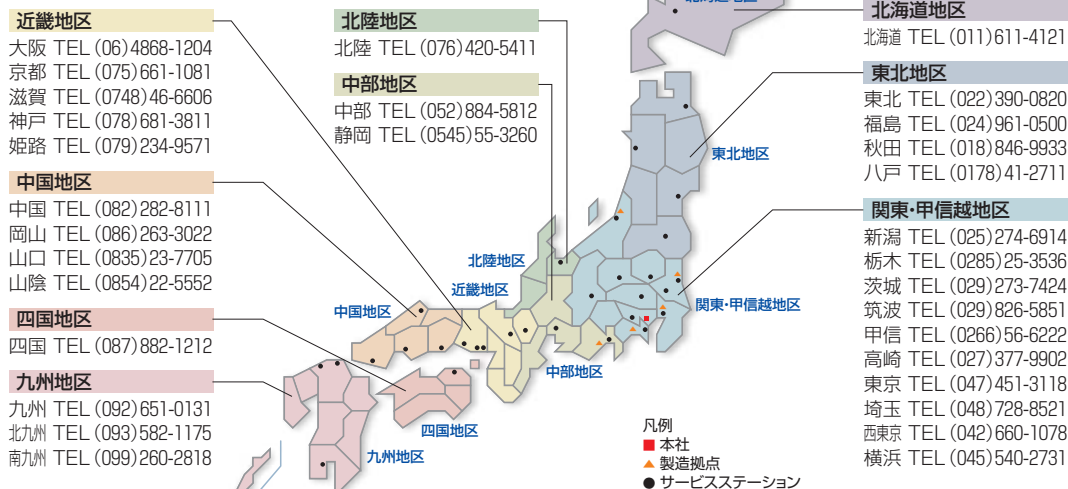 近畿地区
大阪 TEL (06)4868-1204
京都 TEL (075)661-1081
滋賀 TEL (0748)46-6606
神戸 TEL (078)681-3811
姫路 TEL (079)234-9571
中国地区
中国 TEL (082)282-8111
岡山 TEL (086)263-3022
山口 TEL (0835)23-7705
山陰 TEL (0854)22-5552
四国地区
四国 TEL (087)882-1212
九州地区
九州 TEL (092)651-0131
北九州 TEL (093)582-1175
南九州 TEL (099)260-2818
北陸地区
北陸 TEL (076)420-5411
中部地区
中部 TEL (052)884-5812
静岡 TEL (0545)55-3260
東北地区
北陸地区
近畿地区
中国地区
関東・甲信越地区
中部地区
四国地区
九州地区
凡例
■ 本社
▲ 製造拠点
● サービスステーション
北海道地区
北海道 TEL (011)611-4121
東北地区
東北 TEL (022)390-0820
福島 TEL (024)961-0500
秋田 TEL (018)846-9933
八戸 TEL (0178)41-2711
関東・甲信越地区
新潟 TEL (025)274-6914
栃木 TEL (0285)25-3536
茨城 TEL (029)273-7424
筑波 TEL (029)826-5851
甲信 TEL (0266)56-6222
高崎 TEL (027)377-9902
東京 TEL (047)451-3118
埼玉 TEL (048)728-8521
西東京 TEL (042)660-1078
横浜 TEL (045)540-2731